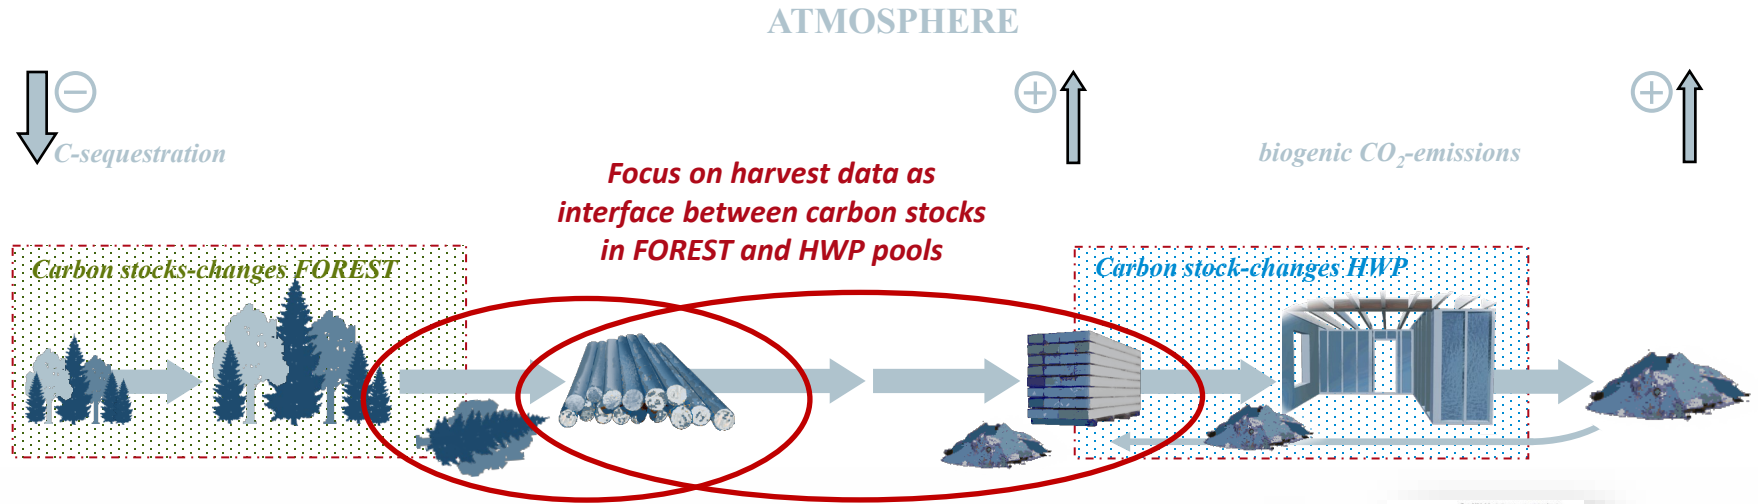 ATMOSPHERE
C-sequestration
biogenic CO₂-emissions
Focus on harvest data as
interface between carbon stocks
in FOREST and HWP pools
Carbon stocks-changes FOREST
Carbon stock-changes HWP